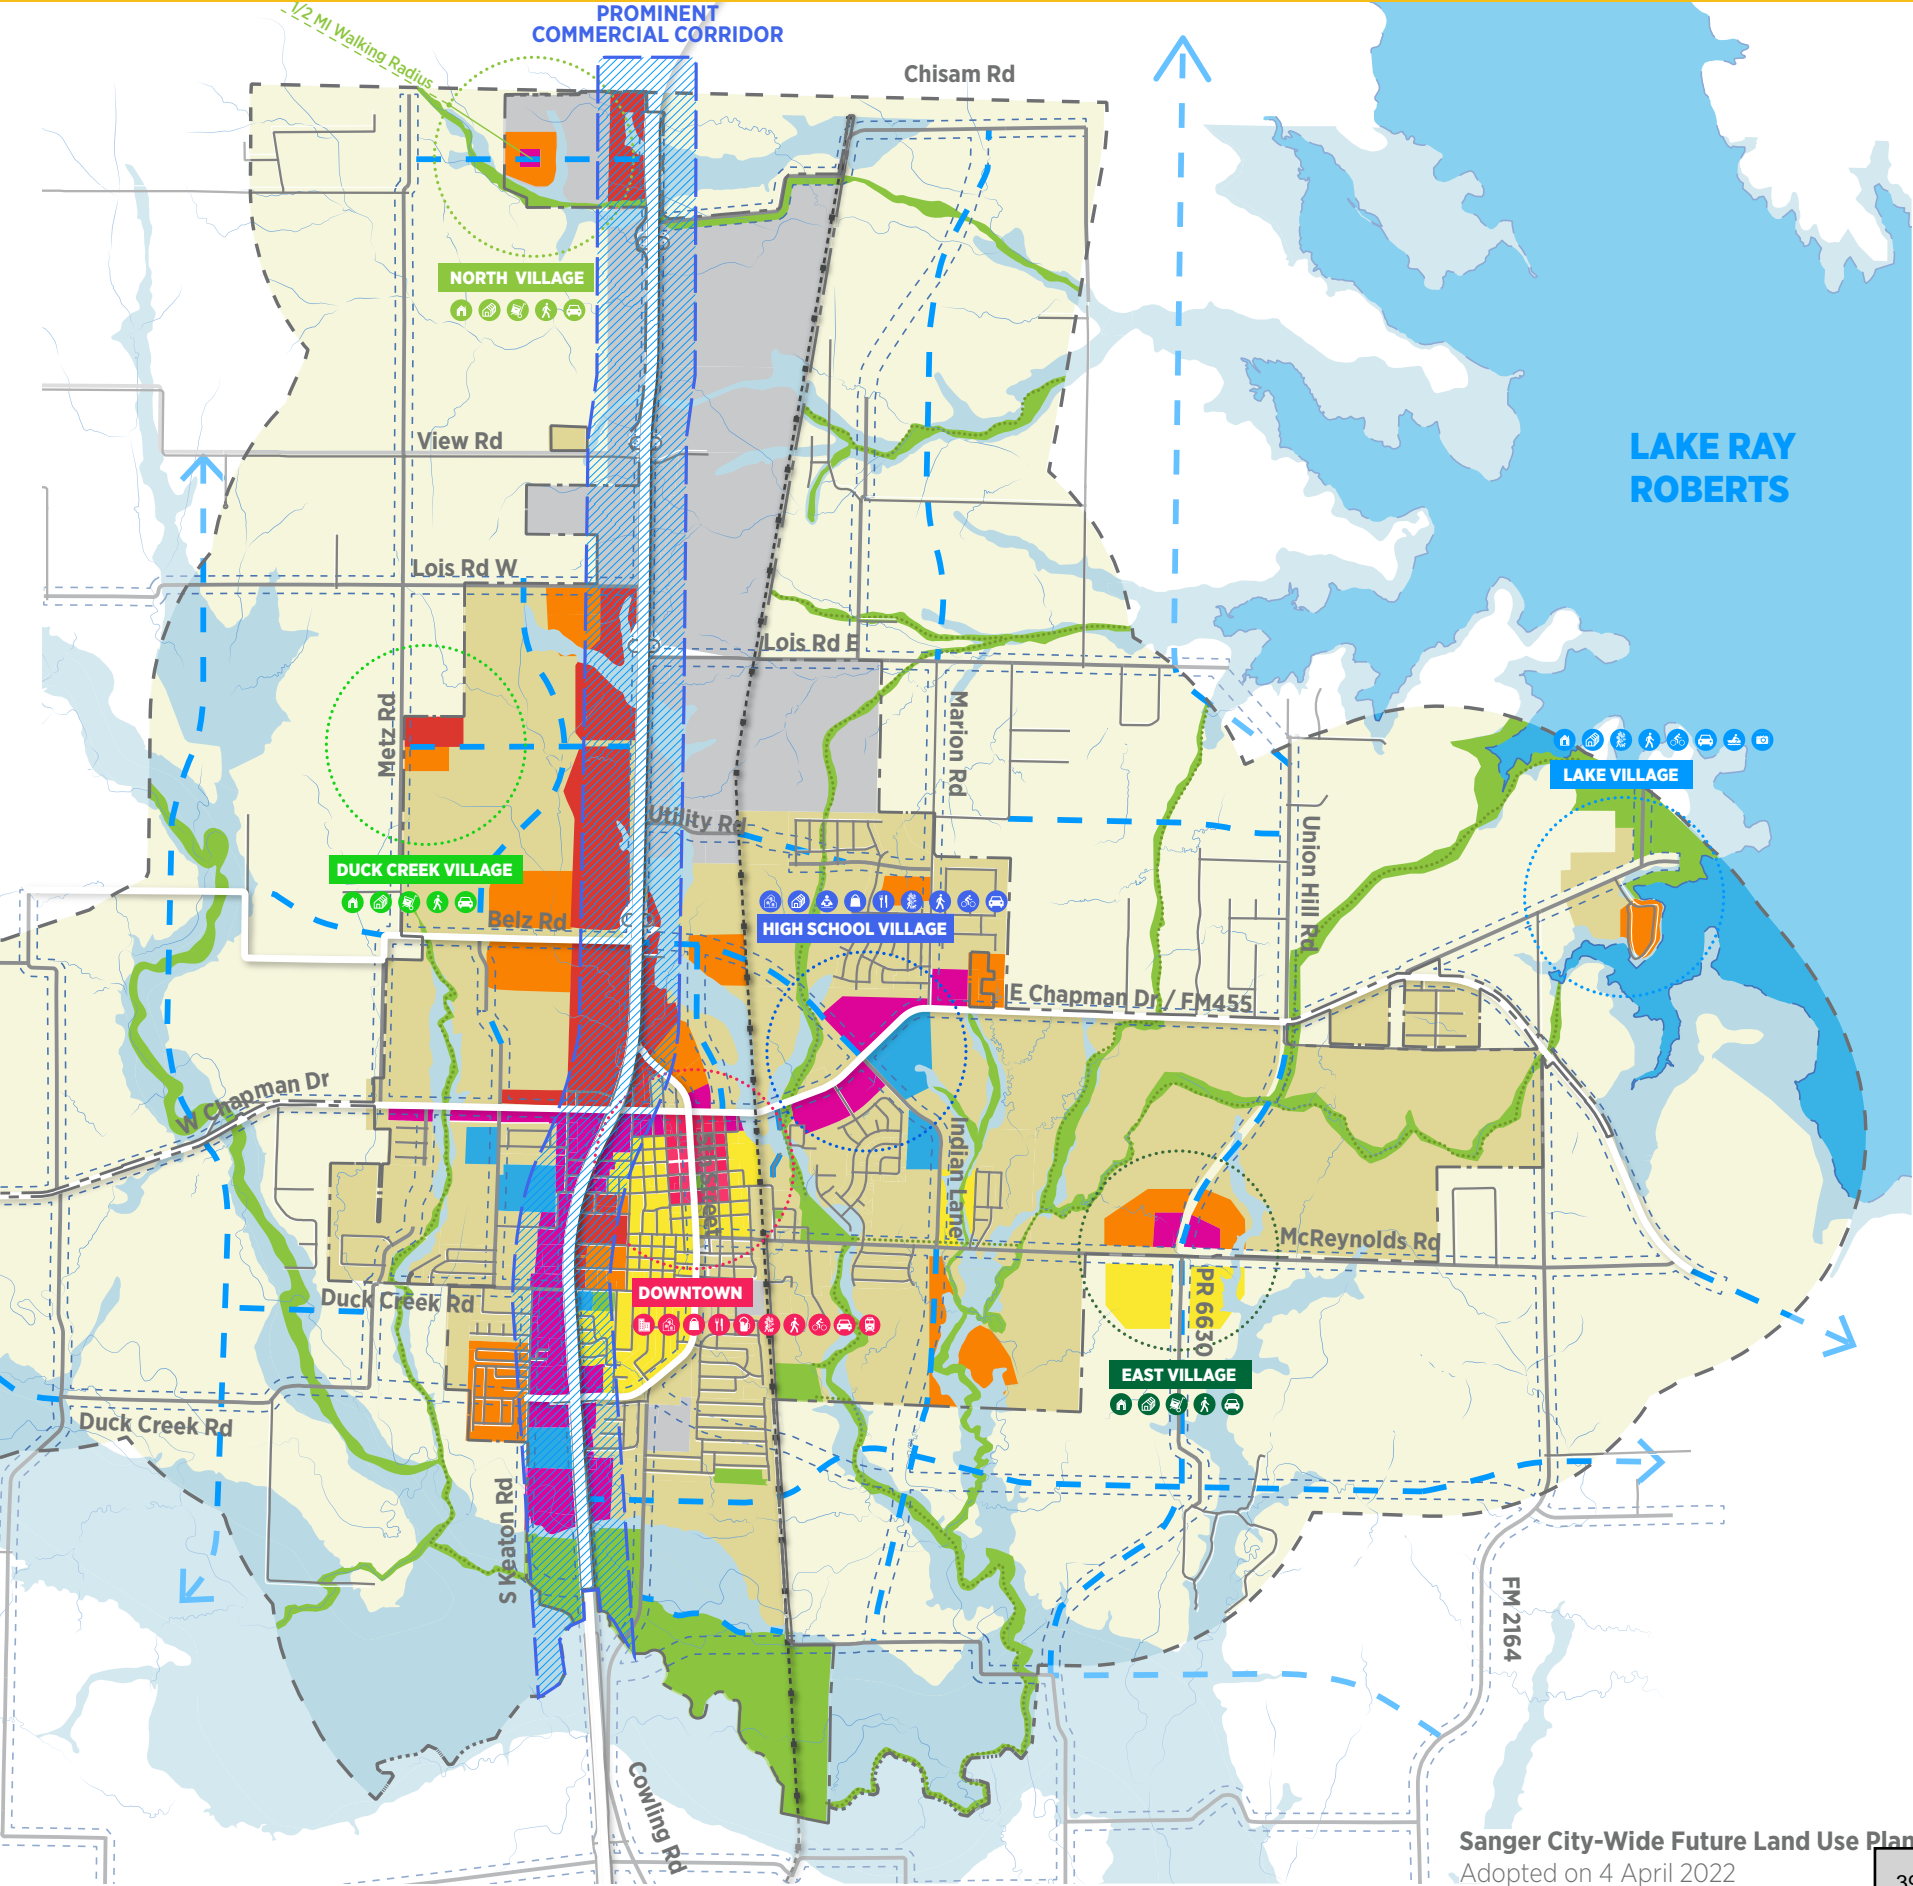 PROMINENT
COMMERCIAL CORRIDOR
1/2 MI Walking Radius
Chisam Rd
NORTH VILLAGE
View Rd
LAKE RAY
ROBERTS
Lois Rd W
Lois Rd E
Metz Rd
Marion Rd
LAKE VILLAGE
Utility Rd
Union Hill Rd
DUCK CREEK VILLAGE
Belz Rd
HIGH SCHOOL VILLAGE
E Chapman Dr / FM455
W Chapman Dr
Indian Lane
Street
McReynolds Rd
Duck Creek Rd
DOWNTOWN
PR 6630
EAST VILLAGE
Duck Creek Rd
S Keaton Rd
FM 2164
Cowling Rd
Sanger City-Wide Future Land Use Plan
Adopted on 4 April 2022